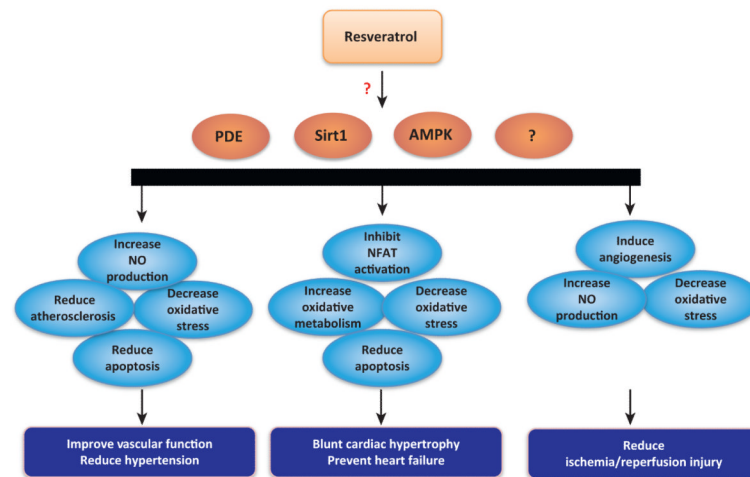 Resveratrol
?
PDE
Sirt1
AMPK
?
Increase
NO
production
Reduce
atherosclerosis
Decrease
oxidative
stress
Reduce
apoptosis
Inhibit
NFAT
activation
Increase
oxidative
metabolism
Decrease
oxidative
stress
Reduce
apoptosis
Induce
angiogenesis
Increase
NO
production
Decrease
oxidative
stress
Improve vascular function
Reduce hypertension
Blunt cardiac hypertrophy
Prevent heart failure
Reduce
ischemia/reperfusion injury